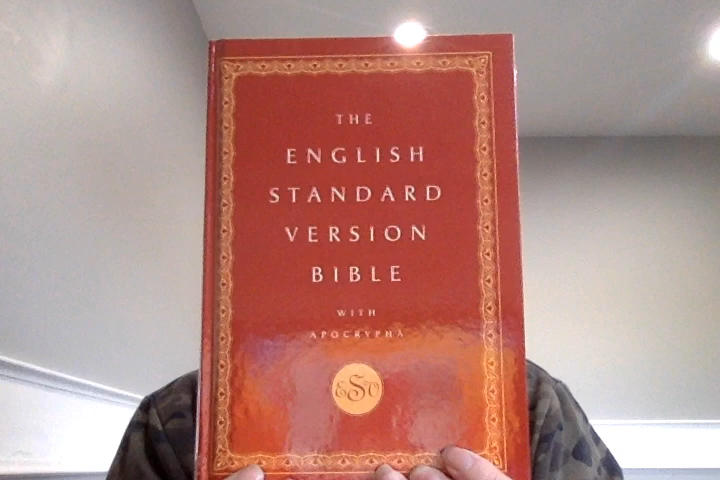 THE
ENGLISH
STANDARD
VERSION
BIBLE
WITH
APOCRYPHA
ESV